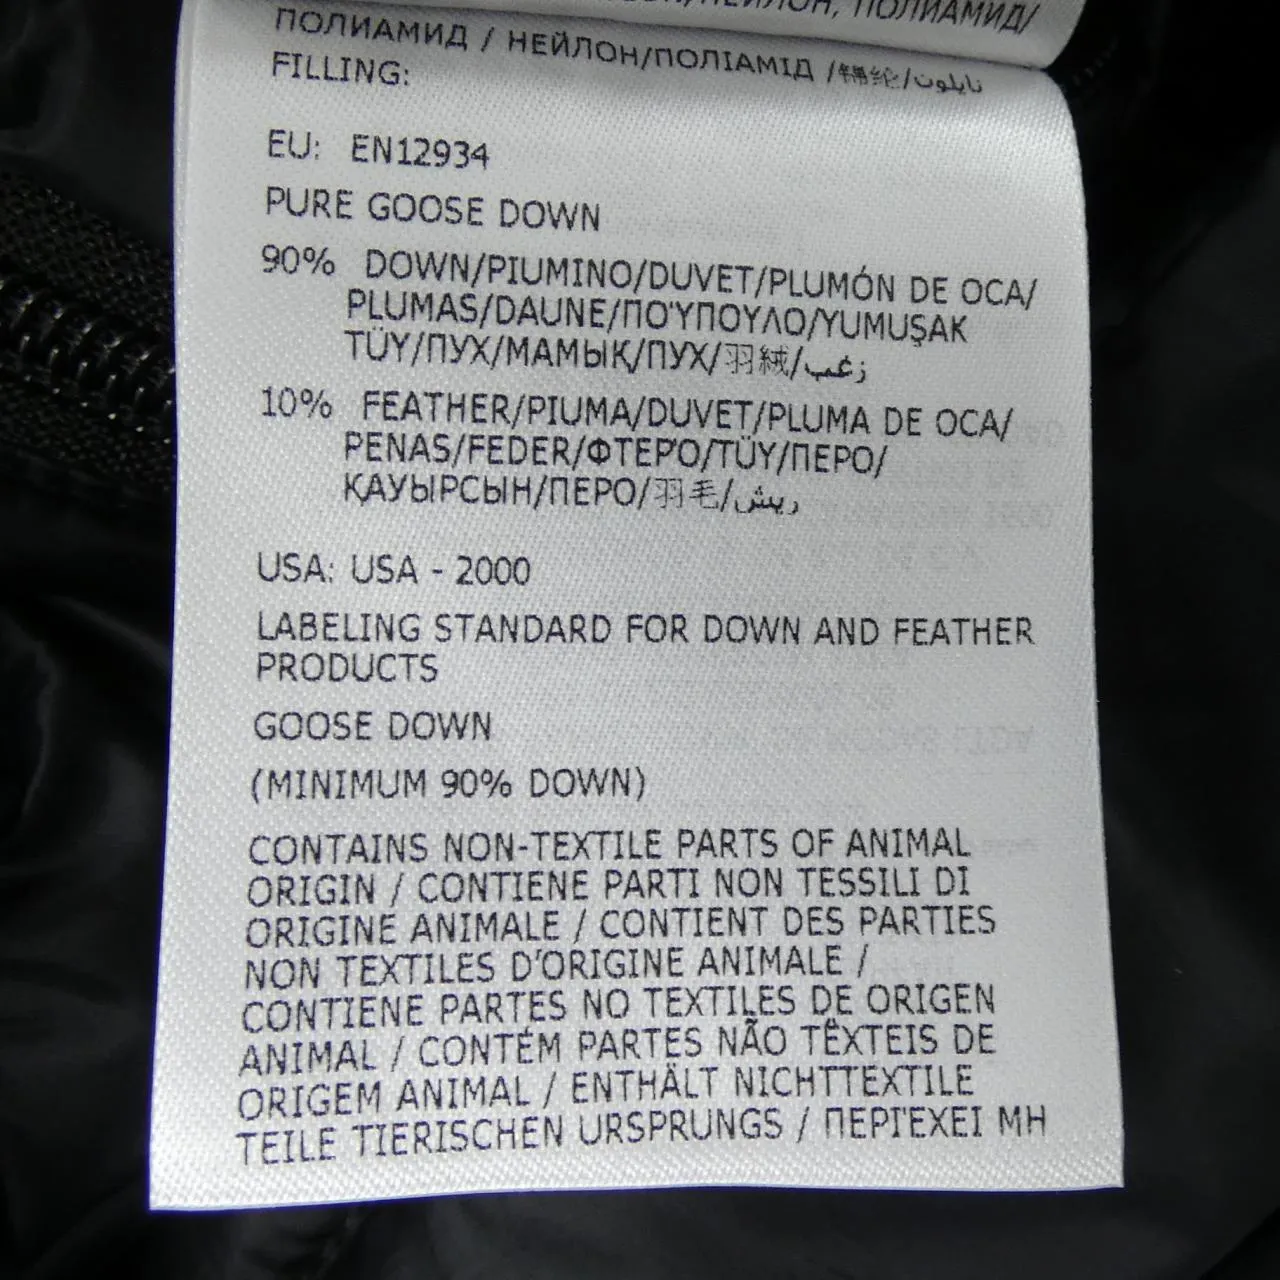 НЕЙЛОН, ПОЛИАМИД/
ПОЛИАМИД / НЕЙЛОН/ПОЛІАМІД /锦纶/نايلون
FILLING:
EU: EN12934
PURE GOOSE DOWN
90% DOWN/PIUMINO/DUVET/PLUMÓN DE OCA/
PLUMAS/DAUNE/ΠΟΎΠΟΥΛΟ/YUMUŞAK
TÜY/ПУХ/МАМЫҚ/ПУХ/羽絨/زغب
10% FEATHER/PIUMA/DUVET/PLUMA DE OCA/
PENAS/FEDER/ΦΤΕΡΌ/TÜY/ПЕРО/
ҚАУЫРСЫН/ПЕРО/羽毛/ريش
USA: USA - 2000
LABELING STANDARD FOR DOWN AND FEATHER
PRODUCTS
GOOSE DOWN
(MINIMUM 90% DOWN)
CONTAINS NON-TEXTILE PARTS OF ANIMAL
ORIGIN / CONTIENE PARTI NON TESSILI DI
ORIGINE ANIMALE / CONTIENT DES PARTIES
NON TEXTILES D'ORIGINE ANIMALE /
CONTIENE PARTES NO TEXTILES DE ORIGEN
ANIMAL / CONTÉM PARTES NÃO TÊXTEIS DE
ORIGEM ANIMAL / ENTHÄLT NICHTTEXTILE
TEILE TIERISCHEN URSPRUNGS / ΠΕΡΙΈΧΕΙ ΜΗ